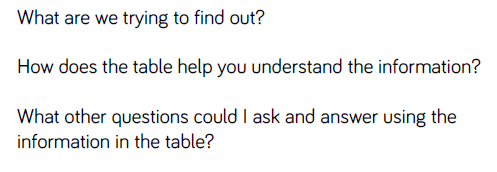 What are we trying to find out?
How does the table help you understand the information?
What other questions could I ask and answer using the
information in the table?